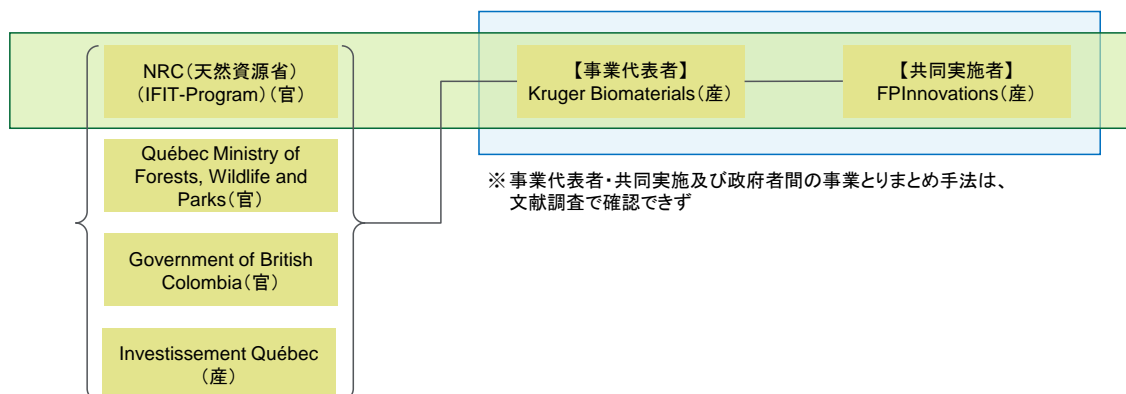 NRC(天然資源省)
(IFIT-Program)(官)
Québec Ministry of
Forests, Wildlife and
Parks(官)
Government of British
Colombia(官)
Investissement Québec
(産)
【事業代表者】
Kruger Biomaterials(産)
【共同実施者】
FPInnovations(産)
※事業代表者・共同実施及び政府者間の事業とりまとめ手法は、
文献調査で確認できず